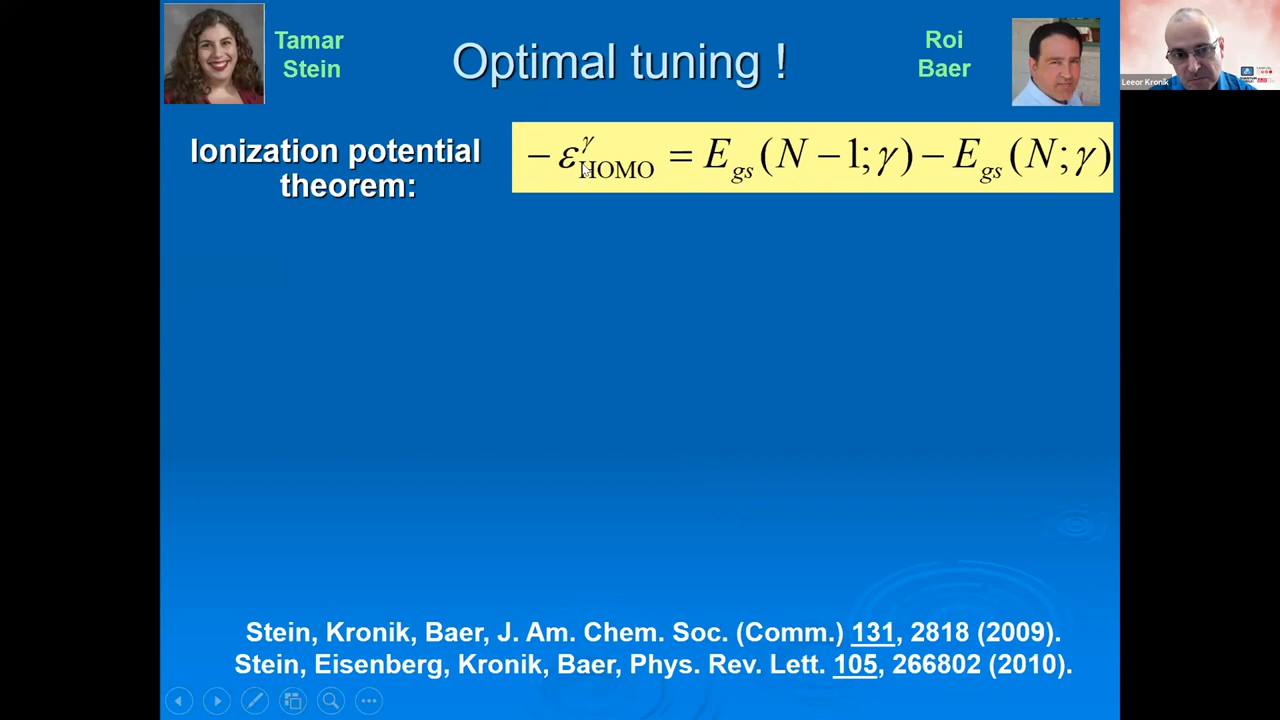 Tamar
Stein
Optimal tuning !
Roi
Baer
Leeor Kronik
Ionization potential
theorem:
− ε^γ_HOMO = E_gs (N − 1; γ) − E_gs (N ; γ)
Stein, Kronik, Baer, J. Am. Chem. Soc. (Comm.) 131, 2818 (2009).
Stein, Eisenberg, Kronik, Baer, Phys. Rev. Lett. 105, 266802 (2010).